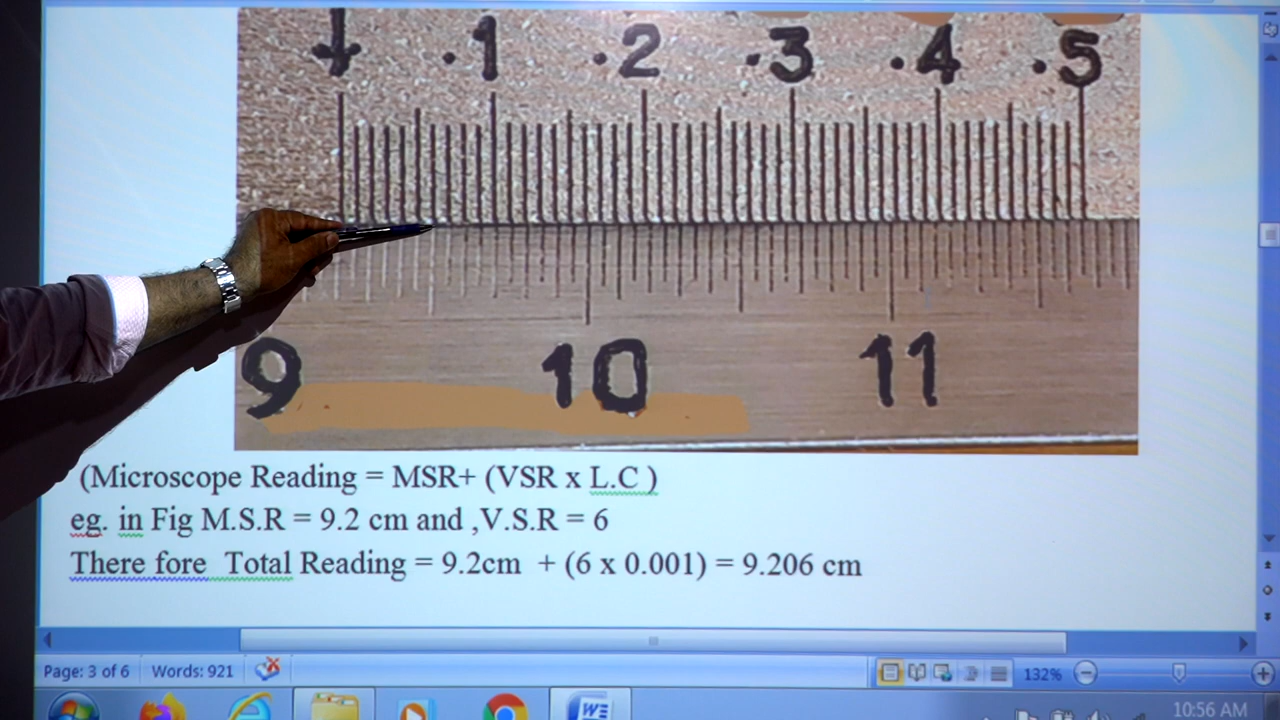 .1 .2 .3 .4 .5
9 10 11
(Microscope Reading = MSR+ (VSR x L.C )
eg. in Fig M.S.R = 9.2 cm and ,V.S.R = 6
There fore Total Reading = 9.2cm + (6 x 0.001) = 9.206 cm
Page: 3 of 6 Words: 921 132%
10:56 AM